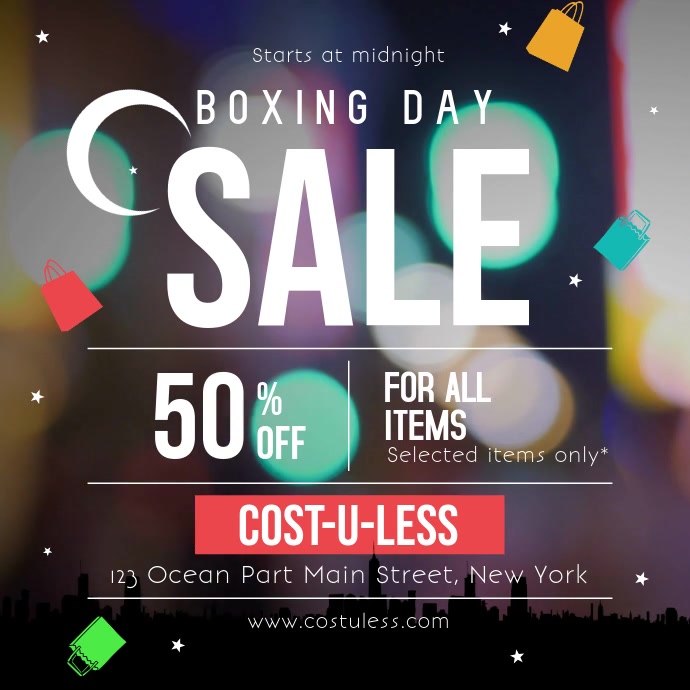 Starts at midnight
BOXING DAY
SALE
50%
OFF
FOR ALL
ITEMS
Selected items only*
COST-U-LESS
123 Ocean Part Main Street, New York
www.costuless.com